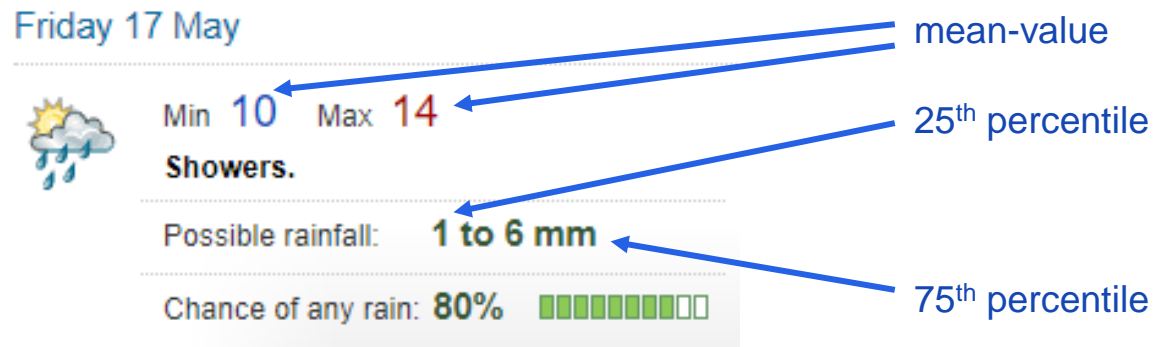 Friday 17 May
mean-value
Min 10 Max 14
25th percentile
Showers.
Possible rainfall: 1 to 6 mm
75th percentile
Chance of any rain: 80%